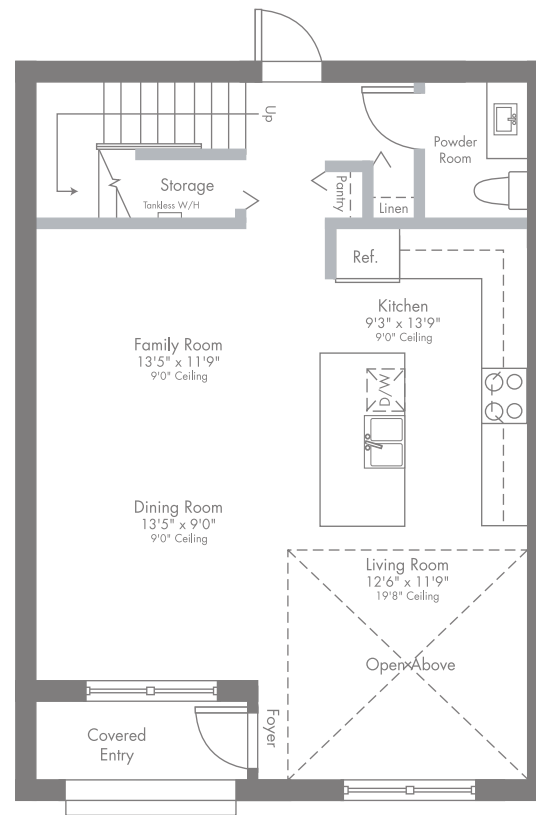 Up
Powder
Room
Storage
Tankless W/H
Pantry
Linen
Ref.
Kitchen
9'3" x 13'9"
9'0" Ceiling
Family Room
13'5" x 11'9"
9'0" Ceiling
D/W
Dining Room
13'5" x 9'0"
9'0" Ceiling
Living Room
12'6" x 11'9"
19'8" Ceiling
Open Above
Foyer
Covered
Entry